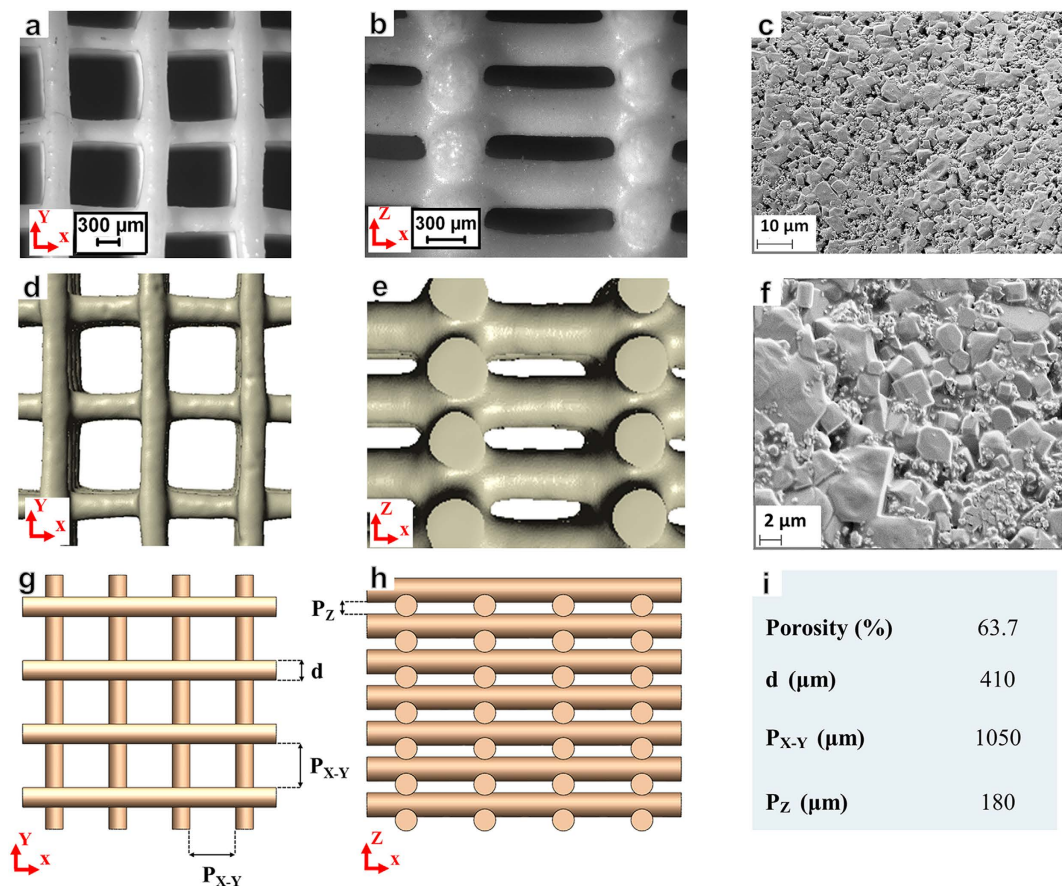 a
Y
x
300 µm
b
Z
x
300 µm
c
10 µm
d
Y
x
e
Z
x
f
2 µm
g
d
P_X-Y
Y
x
P_X-Y
h
P_Z
Z
x
i
Porosity (%) 63.7
d (µm) 410
P_X-Y (µm) 1050
P_Z (µm) 180